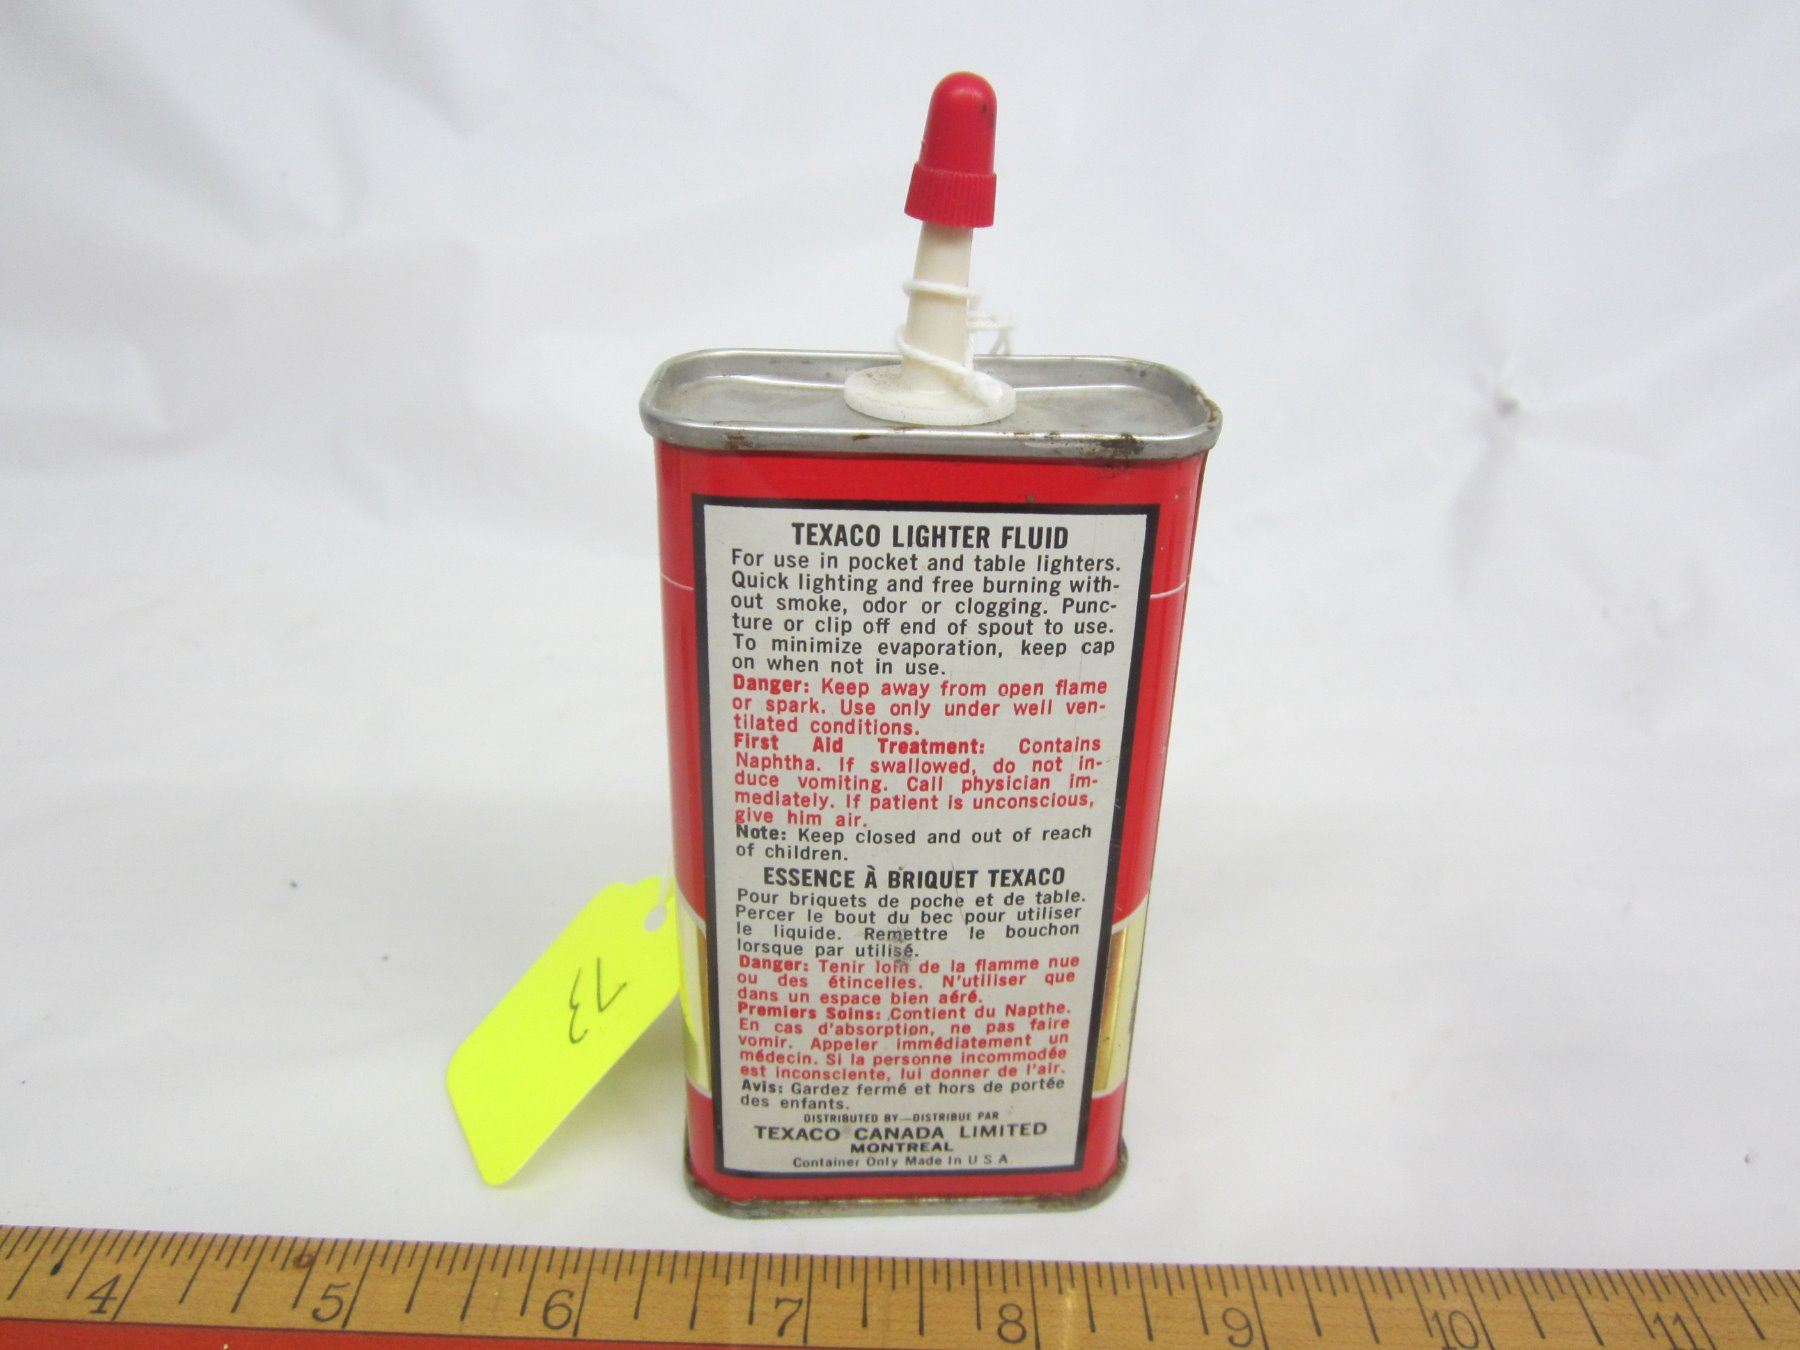 TEXACO LIGHTER FLUID
For use in pocket and table lighters.
Quick lighting and free burning with-
out smoke, odor or clogging. Punc-
ture or clip off end of spout to use.
To minimize evaporation, keep cap
on when not in use.
Danger: Keep away from open flame
or spark. Use only under well ven-
tilated conditions.
First Aid Treatment: Contains
Naphtha. If swallowed, do not in-
duce vomiting. Call physician im-
mediately. If patient is unconscious,
give him air.
Note: Keep closed and out of reach
of children.
ESSENCE À BRIQUET TEXACO
Pour briquets de poche et de table.
Percer le bout du bec pour utiliser
le liquide. Remettre le bouchon
lorsque par utilisé.
Danger: Tenir loin de la flamme nue
ou des étincelles. N'utiliser que
dans un espace bien aéré.
Premiers Soins: Contient du Napthe.
En cas d'absorption, ne pas faire
vomir. Appeler immédiatement un
médecin. Si la personne incommodée
est inconsciente, lui donner de l'air.
Avis: Gardez fermé et hors de portée
des enfants.
DISTRIBUTED BY—DISTRIBUE PAR
TEXACO CANADA LIMITED
MONTREAL
Container Only Made In U S A
73
4 5 6 7 8 9 10 11